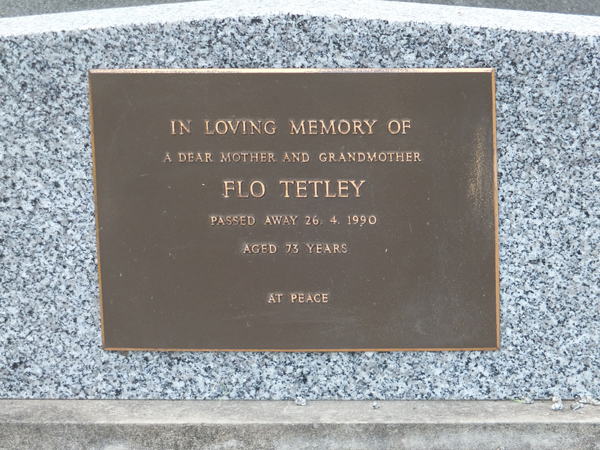 IN LOVING MEMORY OF
A DEAR MOTHER AND GRANDMOTHER
FLO TETLEY
PASSED AWAY 26. 4. 1990
AGED 73 YEARS
AT PEACE